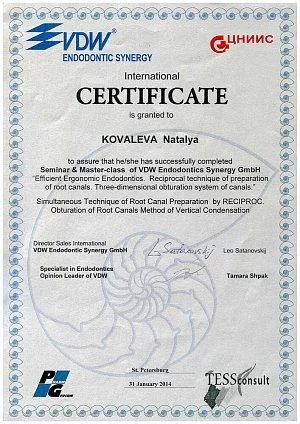 VDW
ENDODONTIC SYNERGY
ЦНИИС
International
CERTIFICATE
is granted to
KOVALEVA Natalya
to assure that he/she has successfully completed
Seminar & Master-class of VDW Endodontics Synergy GmbH
"Efficient Ergonomic Endodontics. Reciprocal technique of preparation
of root canals. Three-dimensional obturation system of canals."
Simultaneous Technique of Root Canal Preparation by RECIPROC.
Obturation of Root Canals Method of Vertical Condensation
Director Sales International
VDW Endodontic Synergy GmbH
Leo Satanovskij
Specialist in Endodontics
Opinion Leader of VDW
Tamara Shpak
St. Petersburg
31 January 2014
TESSconsult